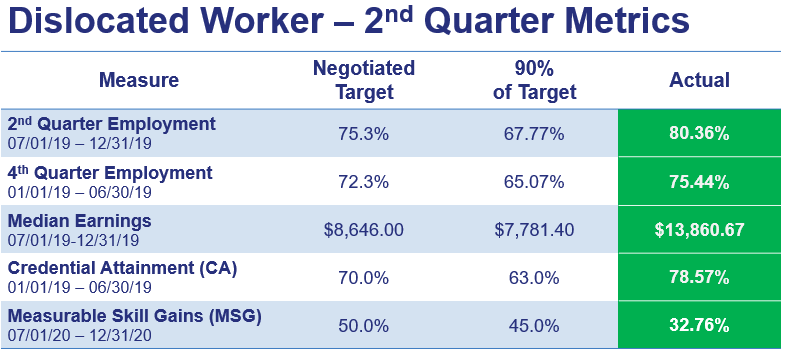 Dislocated Worker – 2nd Quarter Metrics
Measure
Negotiated
Target
90%
of Target
Actual
2nd Quarter Employment
07/01/19 – 12/31/19
75.3%
67.77%
80.36%
4th Quarter Employment
01/01/19 – 06/30/19
72.3%
65.07%
75.44%
Median Earnings
07/01/19-12/31/19
$8,646.00
$7,781.40
$13,860.67
Credential Attainment (CA)
01/01/19 – 06/30/19
70.0%
63.0%
78.57%
Measurable Skill Gains (MSG)
07/01/20 – 12/31/20
50.0%
45.0%
32.76%